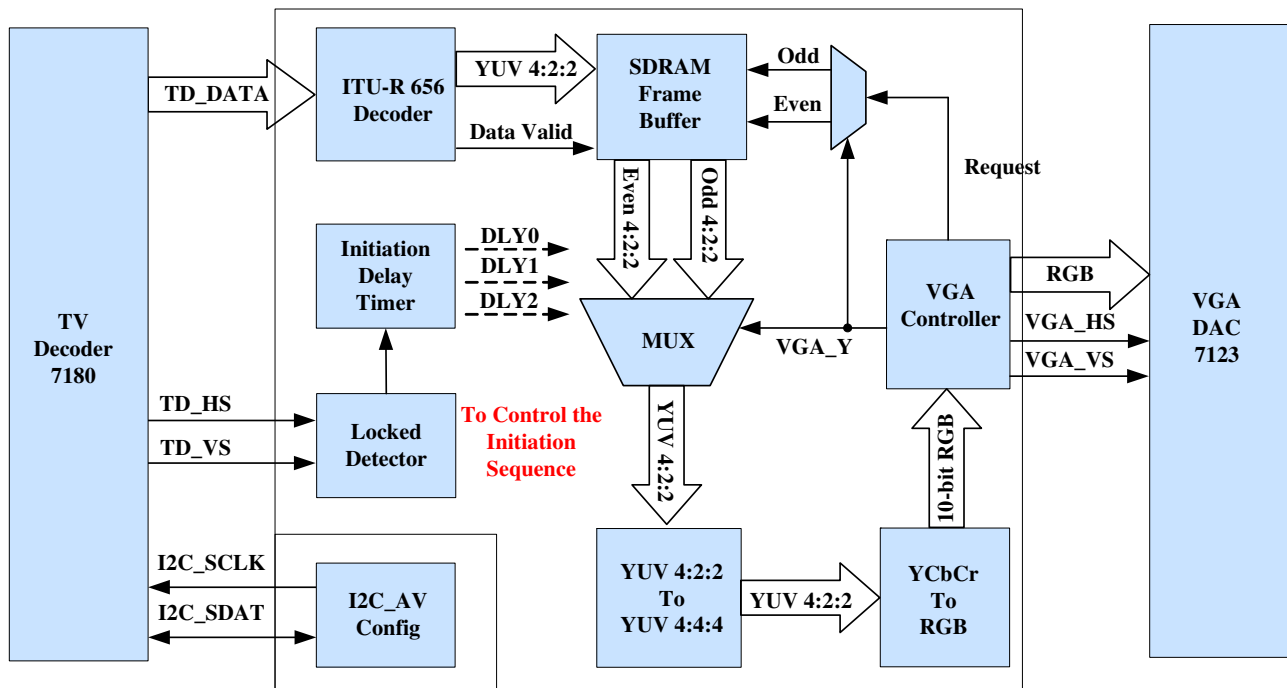 TV
Decoder
7180
TD_DATA
ITU-R 656
Decoder
YUV 4:2:2
Data Valid
SDRAM
Frame
Buffer
Odd
Even
Request
Even 4:2:2
Odd 4:2:2
Initiation
Delay
Timer
DLY0
DLY1
DLY2
MUX
VGA_Y
VGA
Controller
RGB
VGA_HS
VGA_VS
VGA
DAC
7123
TD_HS
TD_VS
Locked
Detector
To Control the
Initiation
Sequence
YUV 4:2:2
10-bit RGB
I2C_SCLK
I2C_SDAT
I2C_AV
Config
YUV 4:2:2
To
YUV 4:4:4
YUV 4:2:2
YCbCr
To
RGB